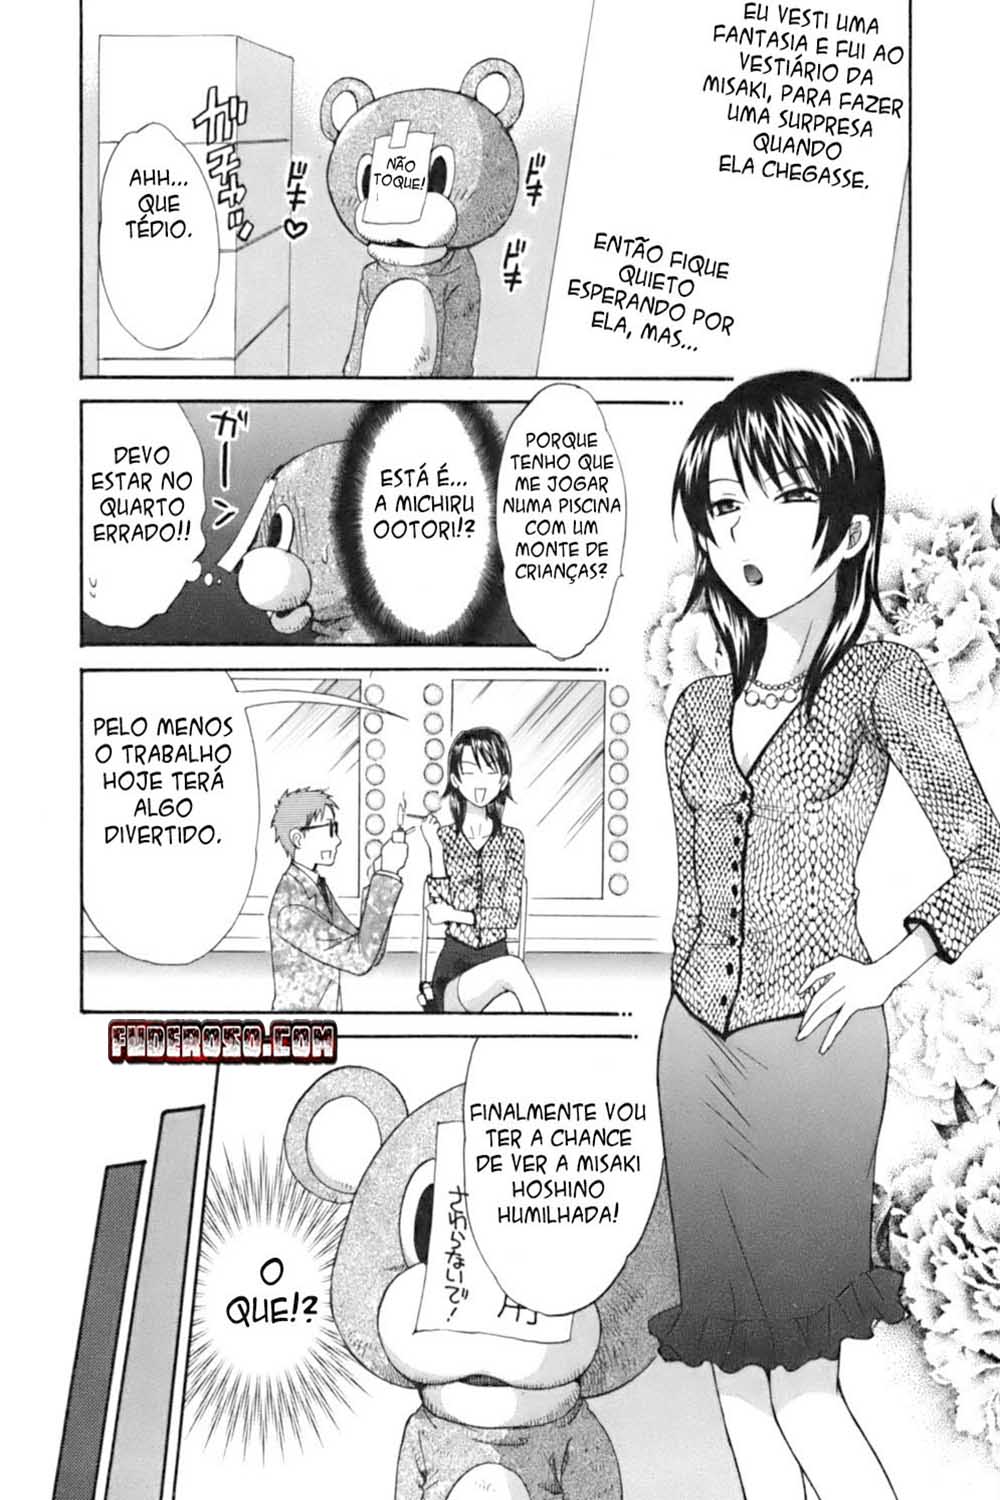 EU VESTI UMA
FANTASIA E FUI AO
VESTIÁRIO DA
MISAKI, PARA FAZER
UMA SURPRESA
QUANDO
ELA CHEGASSE.
ENTÃO FIQUE
QUIETO
ESPERANDO POR
ELA, MAS...
ドキ
ドキ
NÃO
TOQUE!
ドキ
ガチャッ
AHH...
QUE
TÉDIO.
PORQUE
TENHO QUE
ME JOGAR
NUMA PISCINA
COM UM
MONTE DE
CRIANÇAS?
ESTÁ É...
A MICHIRU
OOTORI!?
ガーン
DEVO
ESTAR NO
QUARTO
ERRADO!!
PELO MENOS
O TRABALHO
HOJE TERÁ
ALGO
DIVERTIDO.
FUDEROSO.COM
FINALMENTE VOU
TER A CHANCE
DE VER A MISAKI
HOSHINO
HUMILHADA!
さわらないで!
O
QUE!?